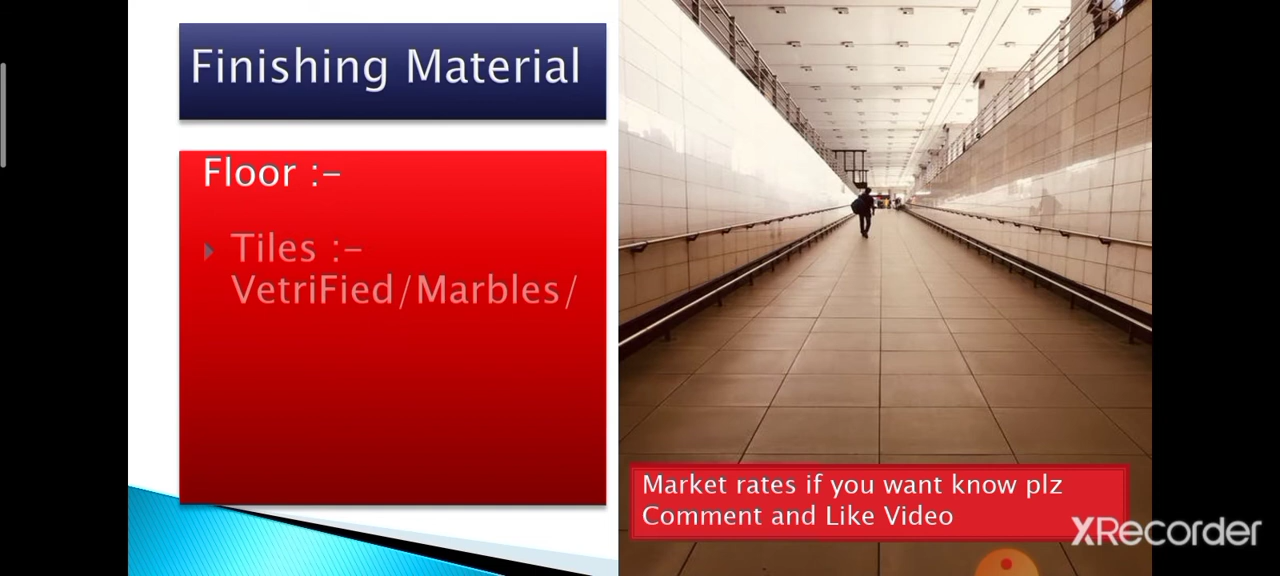 Finishing Material
Floor :-
Tiles :-
VetriFied/Marbles/
Market rates if you want know plz
Comment and Like Video
XRecorder